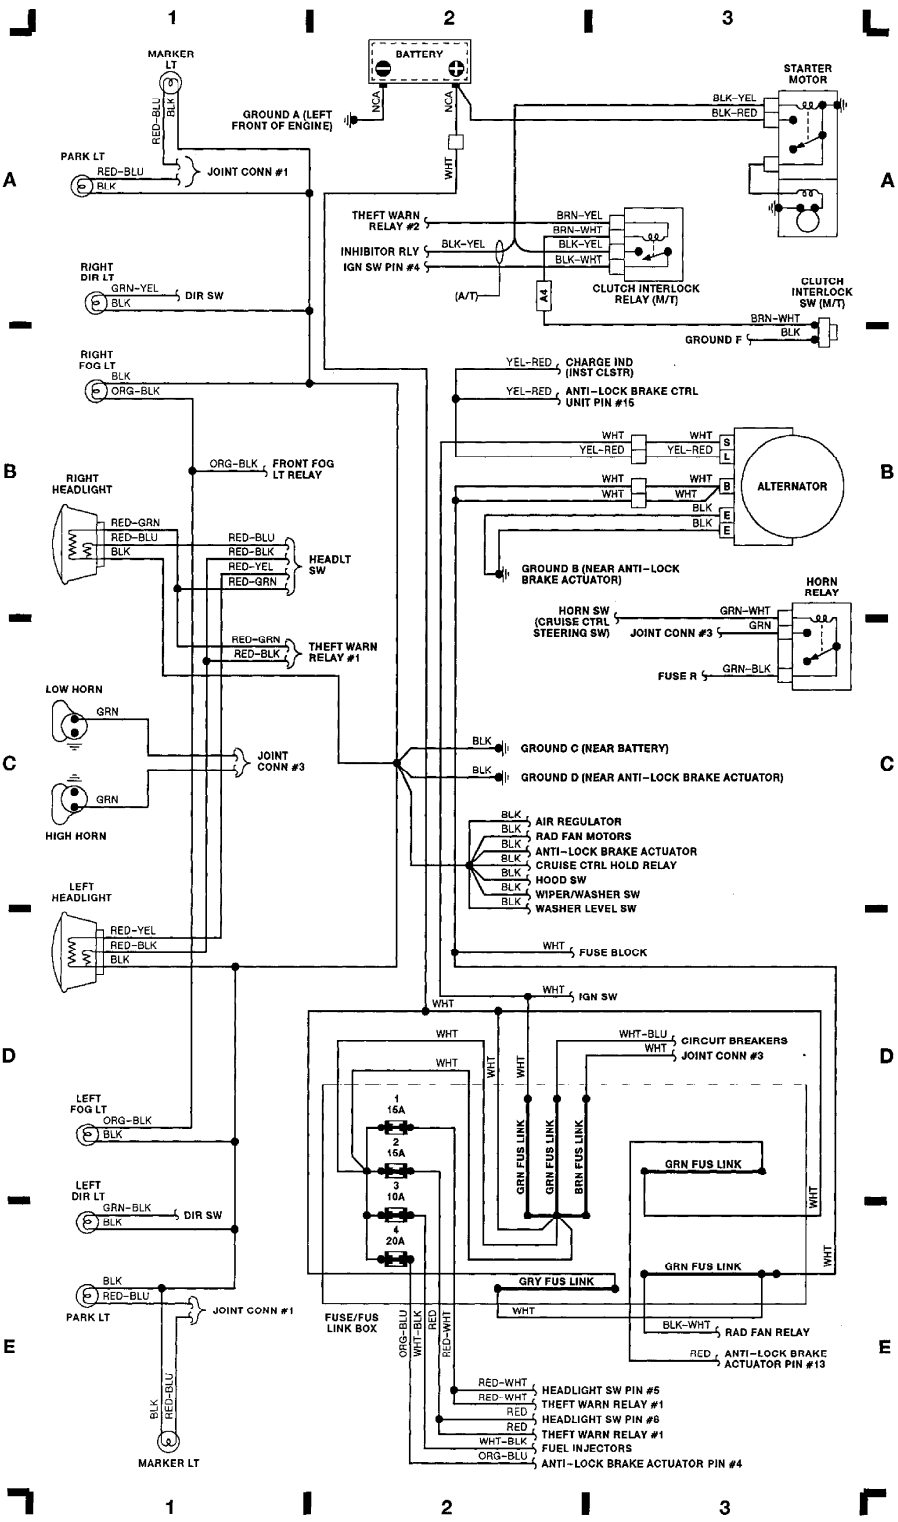 1
2
3
MARKER
LT
RED-BLU
BLK
BATTERY
NCA
NCA
GROUND A (LEFT
FRONT OF ENGINE)
WHT
STARTER
MOTOR
BLK-YEL
BLK-RED
PARK LT
RED-BLU
BLK
JOINT CONN #1
A
A
THEFT WARN
RELAY #2
BRN-YEL
BRN-WHT
INHIBITOR RLY
BLK-YEL
BLK-YEL
IGN SW PIN #4
BLK-WHT
(A/T)
A4
CLUTCH INTERLOCK
RELAY (M/T)
CLUTCH
INTERLOCK
SW (M/T)
BRN-WHT
BLK
GROUND F
RIGHT
DIR LT
GRN-YEL
DIR SW
BLK
RIGHT
FOG LT
BLK
ORG-BLK
YEL-RED
CHARGE IND
(INST CLSTR)
YEL-RED
ANTI-LOCK BRAKE CTRL
UNIT PIN #15
B
B
ORG-BLK
FRONT FOG
LT RELAY
WHT
WHT
S
YEL-RED
YEL-RED
L
WHT
WHT
B
WHT
WHT
BLK
E
BLK
E
ALTERNATOR
RIGHT
HEADLIGHT
RED-GRN
RED-BLU
BLK
RED-BLU
RED-BLK
RED-YEL
RED-GRN
HEADLT
SW
GROUND B (NEAR ANTI-LOCK
BRAKE ACTUATOR)
HORN
RELAY
HORN SW
(CRUISE CTRL
STEERING SW)
GRN-WHT
JOINT CONN #3
GRN
FUSE R
GRN-BLK
RED-GRN
RED-BLK
THEFT WARN
RELAY #1
LOW HORN
GRN
C
C
JOINT
CONN #3
GRN
HIGH HORN
BLK
GROUND C (NEAR BATTERY)
BLK
GROUND D (NEAR ANTI-LOCK BRAKE ACTUATOR)
BLK
AIR REGULATOR
BLK
RAD FAN MOTORS
BLK
ANTI-LOCK BRAKE ACTUATOR
BLK
CRUISE CTRL HOLD RELAY
BLK
HOOD SW
BLK
WIPER/WASHER SW
BLK
WASHER LEVEL SW
LEFT
HEADLIGHT
RED-YEL
RED-BLK
BLK
WHT
FUSE BLOCK
WHT
IGN SW
WHT
D
D
WHT
WHT
WHT
WHT
WHT-BLU
CIRCUIT BREAKERS
WHT
JOINT CONN #3
LEFT
FOG LT
ORG-BLK
BLK
1
15A
2
15A
3
10A
4
20A
GRN FUS LINK
GRN FUS LINK
BRN FUS LINK
GRN FUS LINK
WHT
WHT
LEFT
DIR LT
GRN-BLK
DIR SW
BLK
GRN FUS LINK
GRY FUS LINK
WHT
BLK
RED-BLU
PARK LT
JOINT CONN #1
FUSE/FUS
LINK BOX
ORG-BLU
WHT-BLK
RED
RED-WHT
BLK-WHT
RAD FAN RELAY
RED
ANTI-LOCK BRAKE
ACTUATOR PIN #13
E
E
BLK
RED-BLU
MARKER LT
RED-WHT
HEADLIGHT SW PIN #5
RED-WHT
THEFT WARN RELAY #1
RED
HEADLIGHT SW PIN #6
RED
THEFT WARN RELAY #1
WHT-BLK
FUEL INJECTORS
ORG-BLU
ANTI-LOCK BRAKE ACTUATOR PIN #4
1
2
3